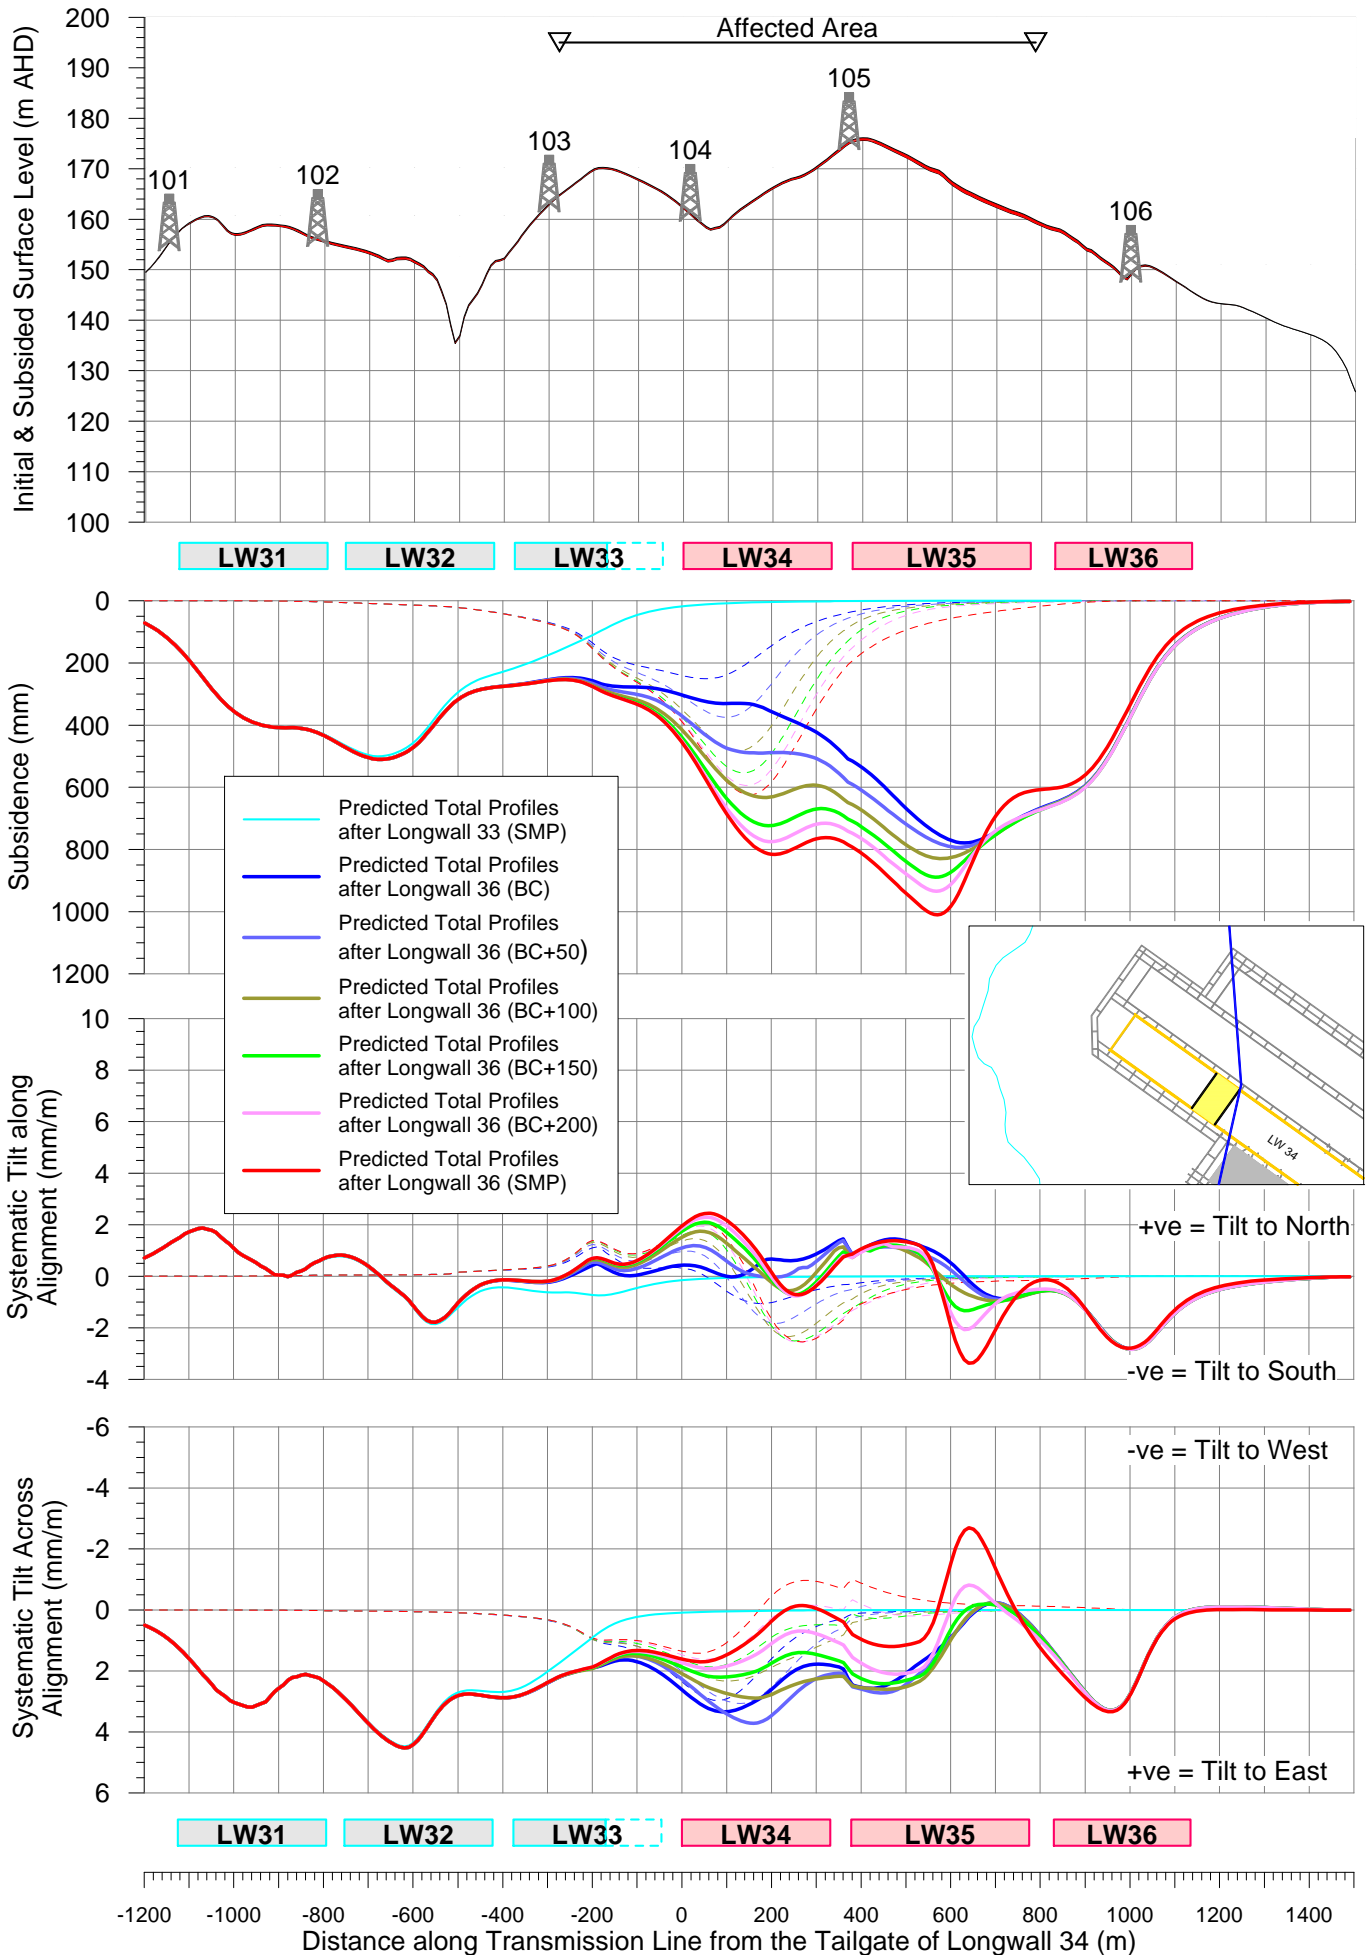 Initial & Subsided Surface Level (m AHD)
200
190
180
170
160
150
140
130
120
110
100
Affected Area
101
102
103
104
105
106
LW31
LW32
LW33
LW34
LW35
LW36
Subsidence (mm)
0
200
400
600
800
1000
1200
Predicted Total Profiles
after Longwall 33 (SMP)
Predicted Total Profiles
after Longwall 36 (BC)
Predicted Total Profiles
after Longwall 36 (BC+50)
Predicted Total Profiles
after Longwall 36 (BC+100)
Predicted Total Profiles
after Longwall 36 (BC+150)
Predicted Total Profiles
after Longwall 36 (BC+200)
Predicted Total Profiles
after Longwall 36 (SMP)
LW 34
Systematic Tilt along
Alignment (mm/m)
10
8
6
4
2
0
-2
-4
+ve = Tilt to North
-ve = Tilt to South
Systematic Tilt Across
Alignment (mm/m)
-6
-4
-2
0
2
4
6
-ve = Tilt to West
+ve = Tilt to East
LW31
LW32
LW33
LW34
LW35
LW36
-1200
-1000
-800
-600
-400
-200
0
200
400
600
800
1000
1200
1400
Distance along Transmission Line from the Tailgate of Longwall 34 (m)